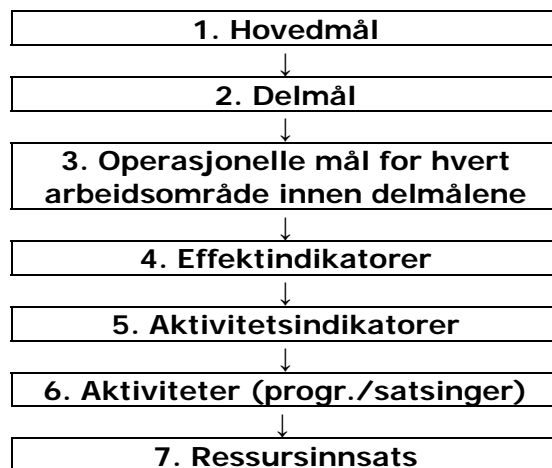 1. Hovedmål
↓
2. Delmål
↓
3. Operasjonelle mål for hvert
arbeidsområde innen delmålene
↓
4. Effektindikatorer
↓
5. Aktivitetsindikatorer
↓
6. Aktiviteter (progr./satsinger)
↓
7. Ressursinnsats